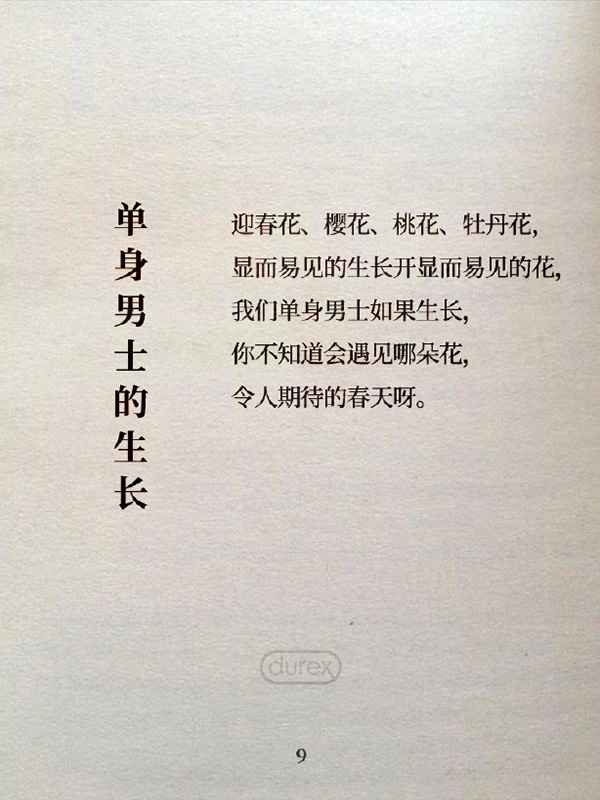 单身男士的生长
迎春花、樱花、桃花、牡丹花，
显而易见的生长开显而易见的花，
我们单身男士如果生长，
你不知道会遇见哪朵花，
令人期待的春天呀。
durex
9